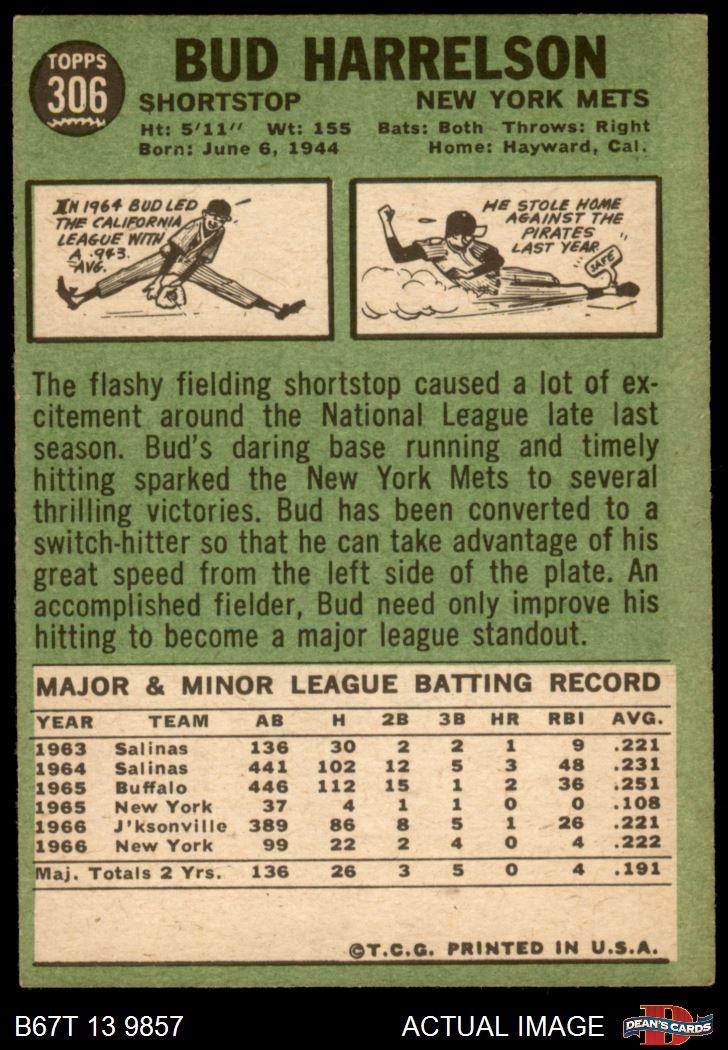 TOPPS
306
BUD HARRELSON
SHORTSTOP NEW YORK METS
Ht: 5'11" Wt: 155 Bats: Both Throws: Right
Born: June 6, 1944 Home: Hayward, Cal.
IN 1964 BUD LED
THE CALIFORNIA
LEAGUE WITH
A .943
AVG.
HE STOLE HOME
AGAINST THE
PIRATES
LAST YEAR
SAFE
The flashy fielding shortstop caused a lot of ex-
citement around the National League late last
season. Bud's daring base running and timely
hitting sparked the New York Mets to several
thrilling victories. Bud has been converted to a
switch-hitter so that he can take advantage of his
great speed from the left side of the plate. An
accomplished fielder, Bud need only improve his
hitting to become a major league standout.
MAJOR & MINOR LEAGUE BATTING RECORD
YEAR TEAM AB H 2B 3B HR RBI AVG.
1963 Salinas 136 30 2 2 1 9 .221
1964 Salinas 441 102 12 5 3 48 .231
1965 Buffalo 446 112 15 1 2 36 .251
1965 New York 37 4 1 1 0 0 .108
1966 J'ksonville 389 86 8 5 1 26 .221
1966 New York 99 22 2 4 0 4 .222
Maj. Totals 2 Yrs. 136 26 3 5 0 4 .191
©T.C.G. PRINTED IN U.S.A.
B67T 13 9857 ACTUAL IMAGE
D
DEAN'S CARDS